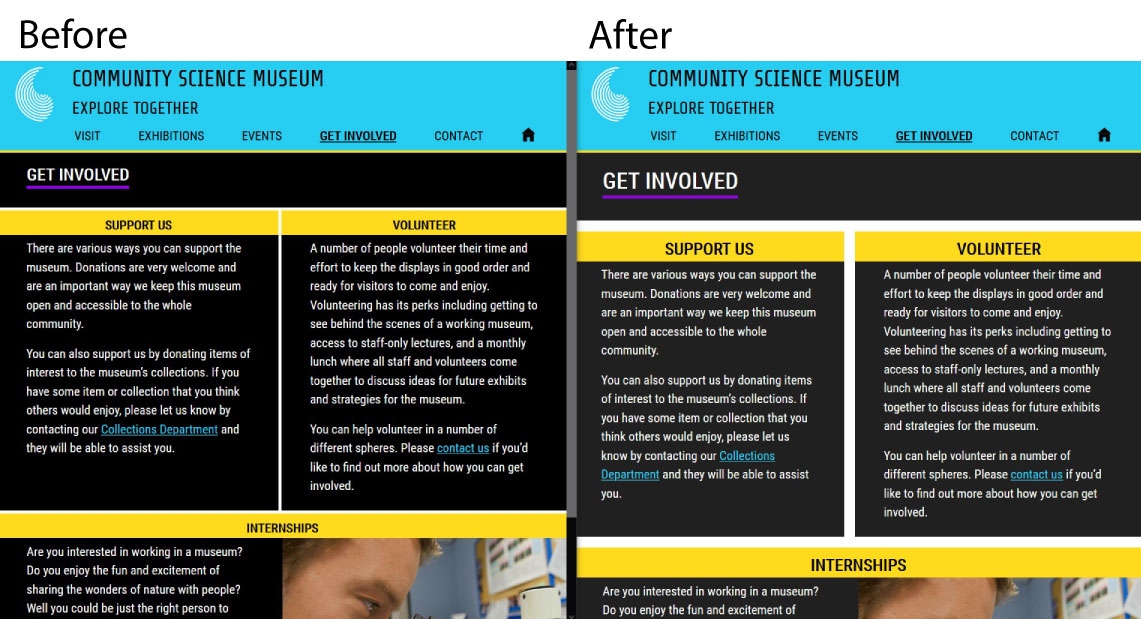 Before
COMMUNITY SCIENCE MUSEUM
EXPLORE TOGETHER
VISIT EXHIBITIONS EVENTS GET INVOLVED CONTACT
GET INVOLVED
SUPPORT US
There are various ways you can support the
museum. Donations are very welcome and
are an important way we keep this museum
open and accessible to the whole
community.
You can also support us by donating items of
interest to the museum's collections. If you
have some item or collection that you think
others would enjoy, please let us know by
contacting our Collections Department and
they will be able to assist you.
VOLUNTEER
A number of people volunteer their time and
effort to keep the displays in good order and
ready for visitors to come and enjoy.
Volunteering has its perks including getting to
see behind the scenes of a working museum,
access to staff-only lectures, and a monthly
lunch where all staff and volunteers come
together to discuss ideas for future exhibits
and strategies for the museum.
You can help volunteer in a number of
different spheres. Please contact us if you'd
like to find out more about how you can get
involved.
INTERNSHIPS
Are you interested in working in a museum?
Do you enjoy the fun and excitement of
sharing the wonders of nature with people?
Well you could be just the right person to
After
COMMUNITY SCIENCE MUSEUM
EXPLORE TOGETHER
VISIT EXHIBITIONS EVENTS GET INVOLVED CONTACT
GET INVOLVED
SUPPORT US
There are various ways you can support the
museum. Donations are very welcome and
are an important way we keep this museum
open and accessible to the whole
community.
You can also support us by donating items
of interest to the museum's collections. If
you have some item or collection that you
think others would enjoy, please let us
know by contacting our Collections
Department and they will be able to assist
you.
VOLUNTEER
A number of people volunteer their time and
effort to keep the displays in good order and
ready for visitors to come and enjoy.
Volunteering has its perks including getting to
see behind the scenes of a working museum,
access to staff-only lectures, and a monthly
lunch where all staff and volunteers come
together to discuss ideas for future exhibits
and strategies for the museum.
You can help volunteer in a number of
different spheres. Please contact us if you'd
like to find out more about how you can get
involved.
INTERNSHIPS
Are you interested in working in a museum?
Do you enjoy the fun and excitement of